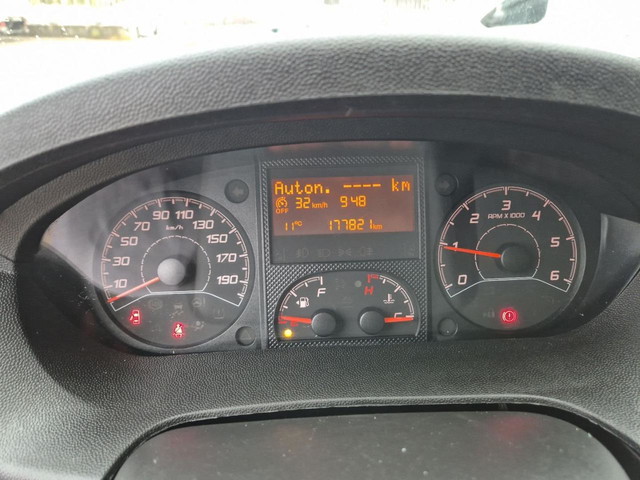 Auton. ---- km
OFF 32 km/h 948
11°C 177821 km
10 30 50 70 90 110 130 150 170 190
km/h
F
H
C
0 1 2 3 4 5 6
RPM X 1000